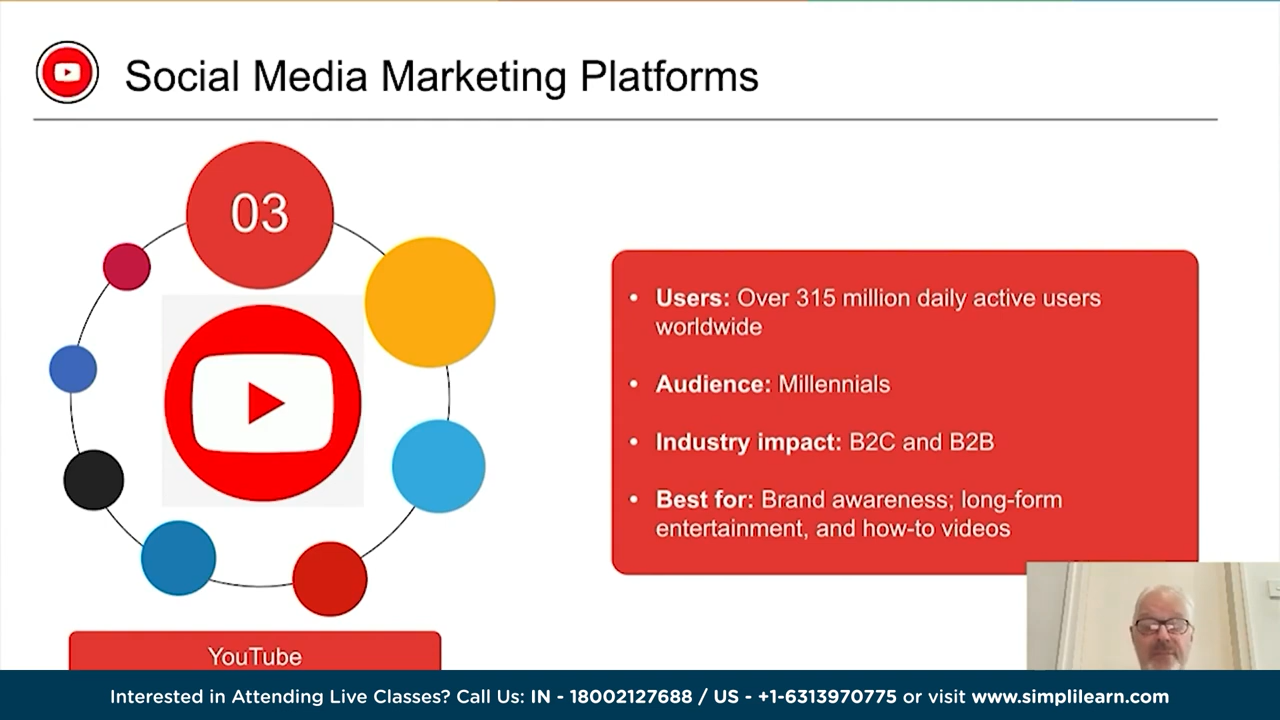 Social Media Marketing Platforms
03
• Users: Over 315 million daily active users
worldwide
• Audience: Millennials
• Industry impact: B2C and B2B
• Best for: Brand awareness; long-form
entertainment, and how-to videos
YouTube
Interested in Attending Live Classes? Call Us: IN - 18002127688 / US - +1-6313970775 or visit www.simplilearn.com